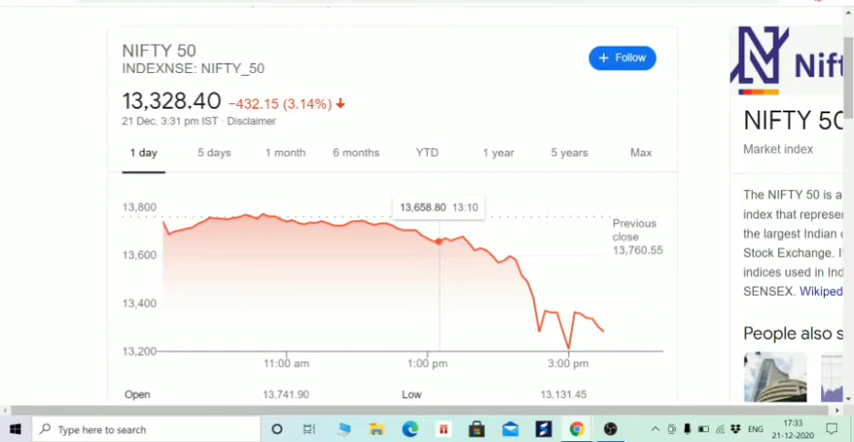 NIFTY 50
INDEXNSE: NIFTY_50
+ Follow
13,328.40 −432.15 (3.14%) ↓
21 Dec, 3:31 pm IST · Disclaimer
1 day 5 days 1 month 6 months YTD 1 year 5 years Max
13,800
13,600
13,400
13,200
13,658.80 13:10
Previous
close
13,760.55
11:00 am 1:00 pm 3:00 pm
Open 13,741.90 Low 13,131.45
Nift
NIFTY 50
Market index
The NIFTY 50 is a
index that represe
the largest Indian
Stock Exchange. I
indices used in Ind
SENSEX. Wikiped
People also s
Type here to search
ENG
17:33
21-12-2020